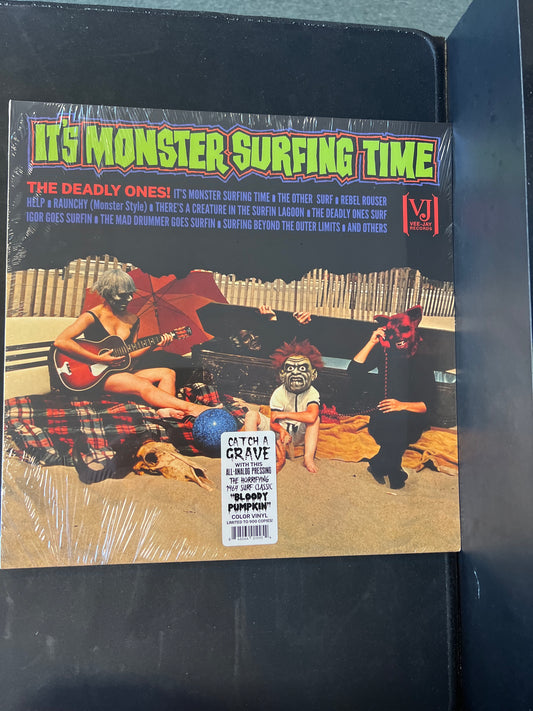 IT'S MONSTER SURFING TIME
THE DEADLY ONES! IT'S MONSTER SURFING TIME THE OTHER SURF REBEL ROUSER
HELP RAUNCHY (Monster Style) THERE'S A CREATURE IN THE SURFIN LAGOON THE DEADLY ONES SURF
IGOR GOES SURFIN THE MAD DRUMMER GOES SURFIN SURFING BEYOND THE OUTER LIMITS AND OTHERS
VJ
VEE-JAY
RECORDS
CATCH A
GRAVE
WITH THIS
ALL-ANALOG PRESSING
THE HORRIFYING
1964 SURF CLASSIC
"BLOODY
PUMPKIN"
COLOR VINYL
LIMITED TO 900 COPIES!